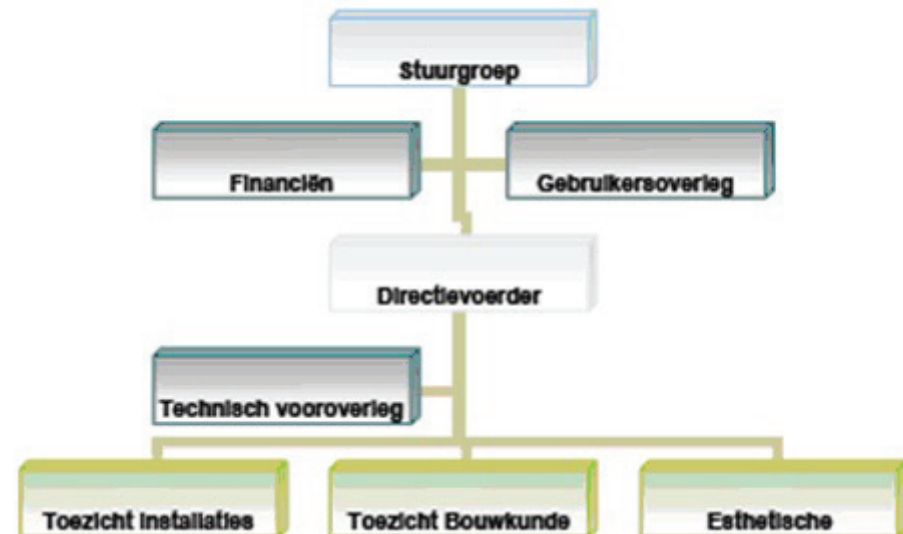 Stuurgroep
Financiën
Gebruikersoverleg
Directievoerder
Technisch vooroverleg
Toezicht Installaties
Toezicht Bouwkunde
Esthetische